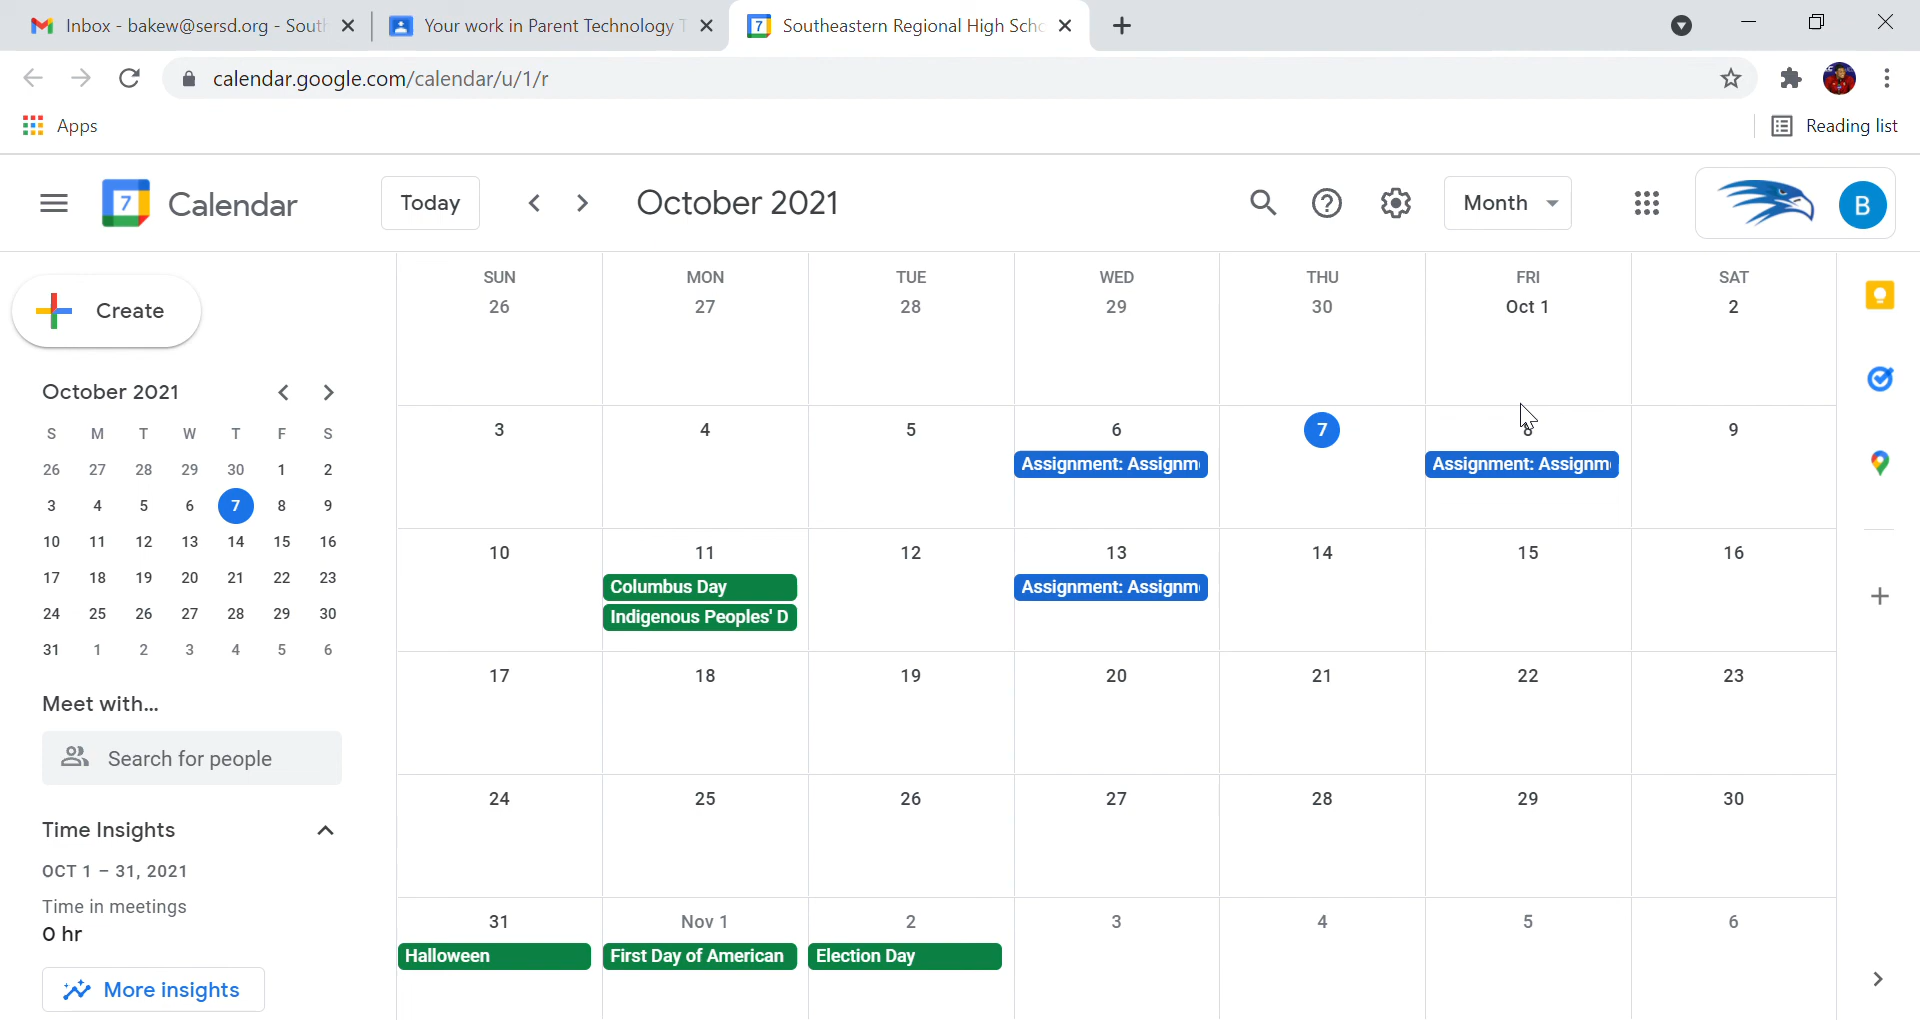 Inbox - bakew@sersd.org - South
Your work in Parent Technology T
7 Southeastern Regional High Scho
calendar.google.com/calendar/u/1/r
Apps
Reading list
7 Calendar
Today
October 2021
Month
B
Create
SUN MON TUE WED THU FRI SAT
26 27 28 29 30 Oct 1 2
October 2021
S M T W T F S
26 27 28 29 30 1 2
3 4 5 6 7 8 9
10 11 12 13 14 15 16
17 18 19 20 21 22 23
24 25 26 27 28 29 30
31 1 2 3 4 5 6
3 4 5 6 7 8 9
Assignment: Assignm Assignment: Assignm
10 11 12 13 14 15 16
Columbus Day Assignment: Assignm
Indigenous Peoples' D
17 18 19 20 21 22 23
24 25 26 27 28 29 30
31 Nov 1 2 3 4 5 6
Halloween First Day of American Election Day
Meet with...
Search for people
Time Insights
OCT 1 – 31, 2021
Time in meetings
0 hr
More insights